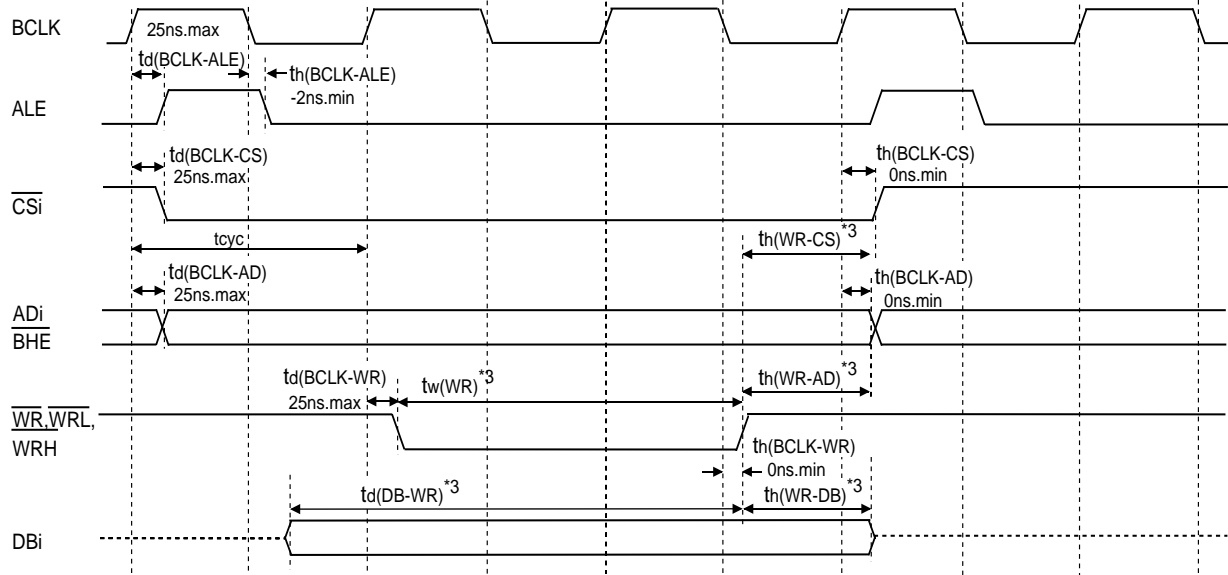 BCLK
25ns.max
td(BCLK-ALE)
th(BCLK-ALE)
-2ns.min
ALE
td(BCLK-CS)
25ns.max
th(BCLK-CS)
0ns.min
CSi
tcyc
th(WR-CS)*3
td(BCLK-AD)
25ns.max
th(BCLK-AD)
0ns.min
ADi
BHE
td(BCLK-WR)
25ns.max
tw(WR)*3
th(WR-AD)*3
WR,WRL,
WRH
th(BCLK-WR)
0ns.min
td(DB-WR)*3
th(WR-DB)*3
DBi